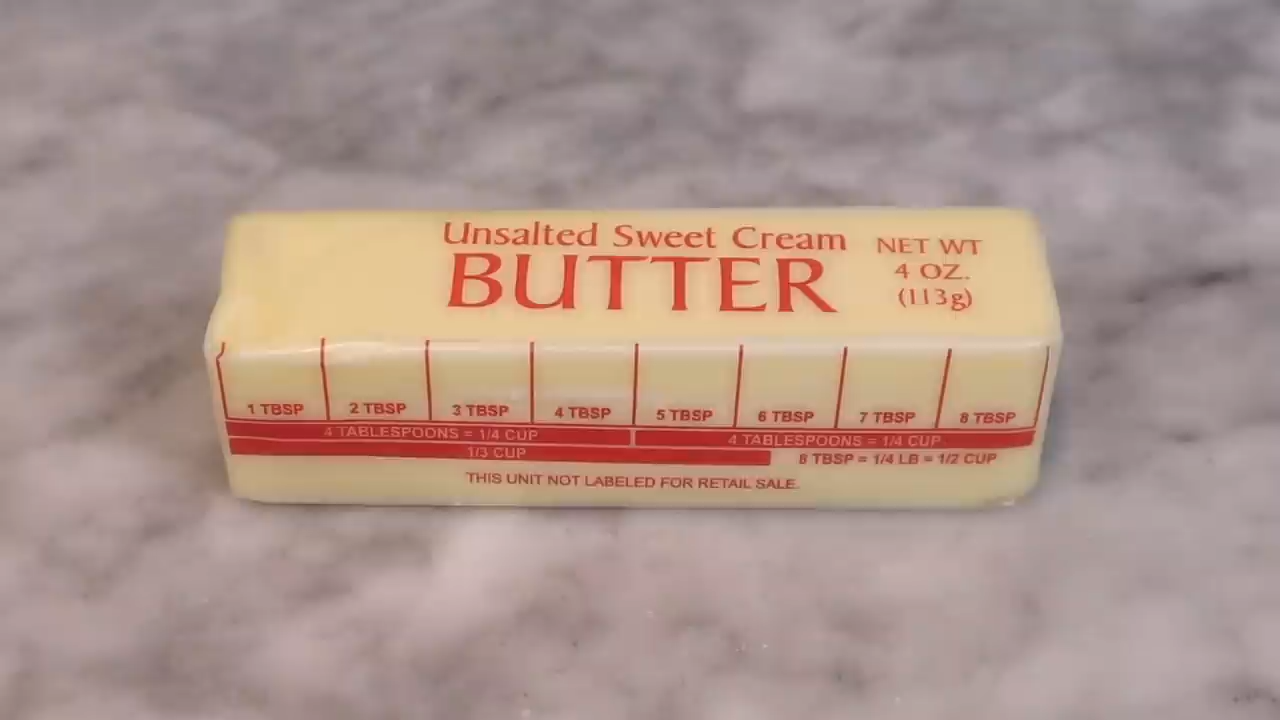 Unsalted Sweet Cream
BUTTER
NET WT
4 OZ.
(113g)
1 TBSP 2 TBSP 3 TBSP 4 TBSP 5 TBSP 6 TBSP 7 TBSP 8 TBSP
4 TABLESPOONS = 1/4 CUP 4 TABLESPOONS = 1/4 CUP
1/3 CUP 8 TBSP = 1/4 LB = 1/2 CUP
THIS UNIT NOT LABELED FOR RETAIL SALE.